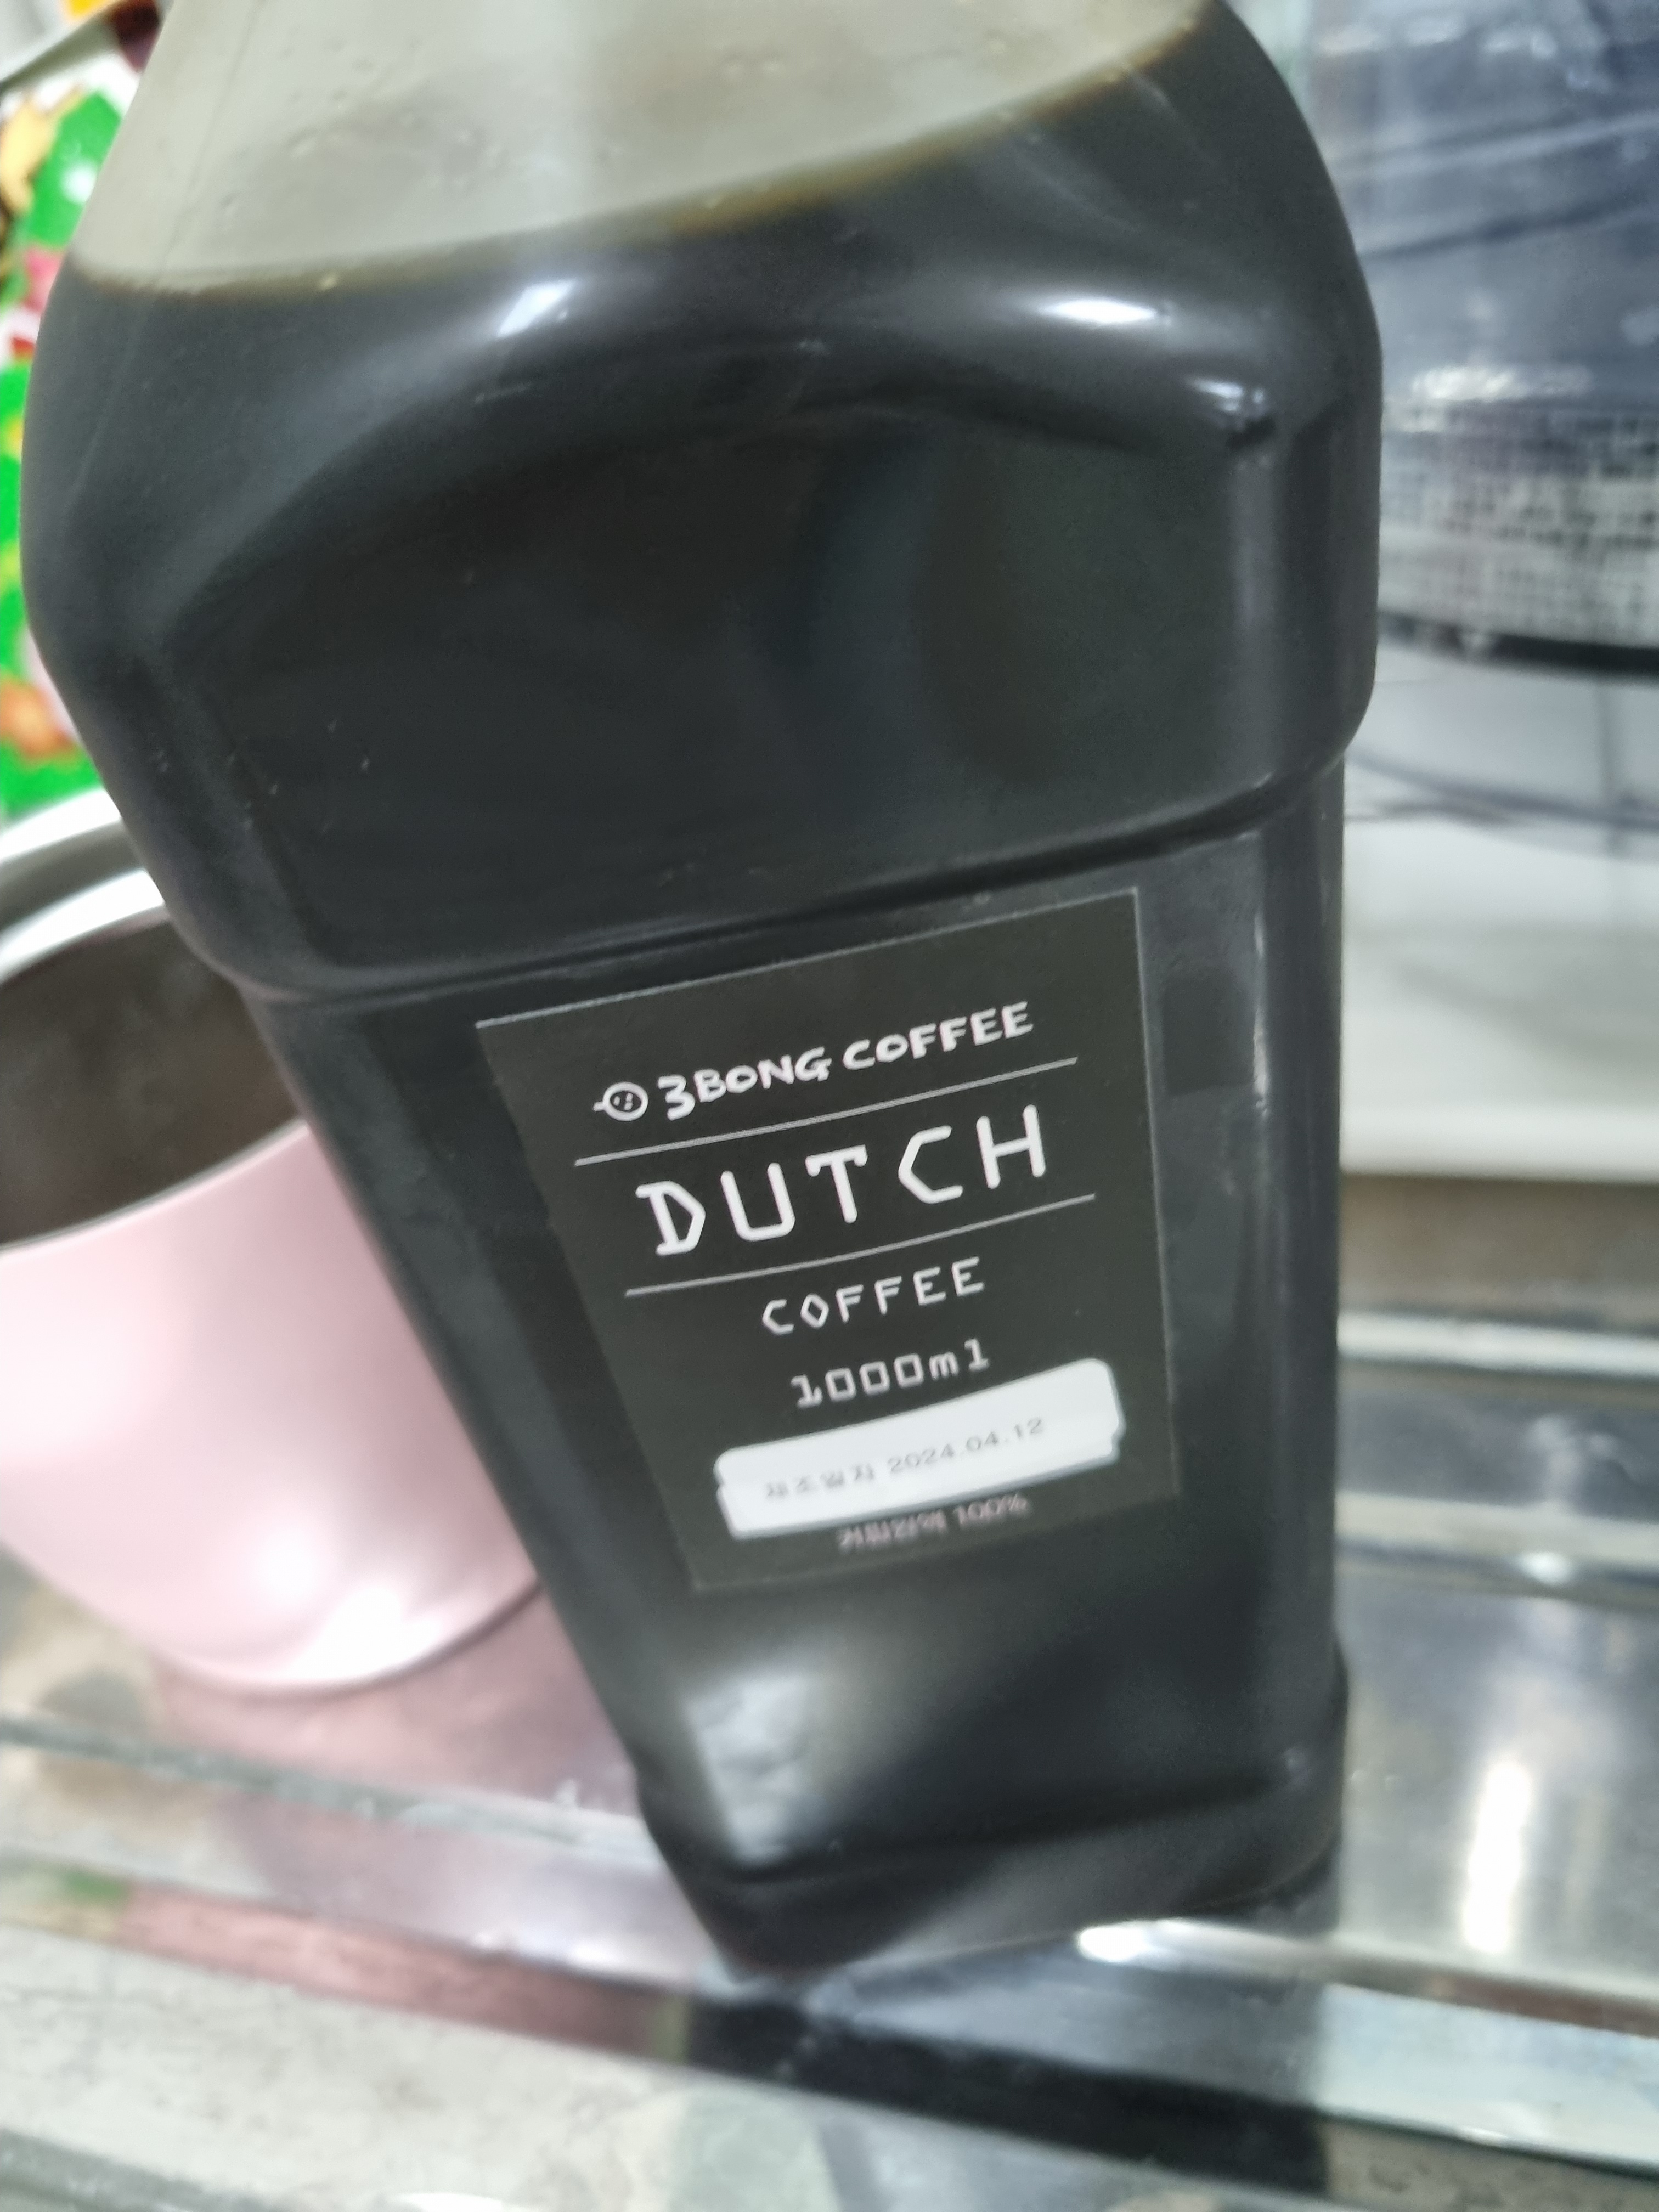 3BONG COFFEE
DUTCH
COFFEE
1000ml
제조일자 2024.04.12
커피원액 100%